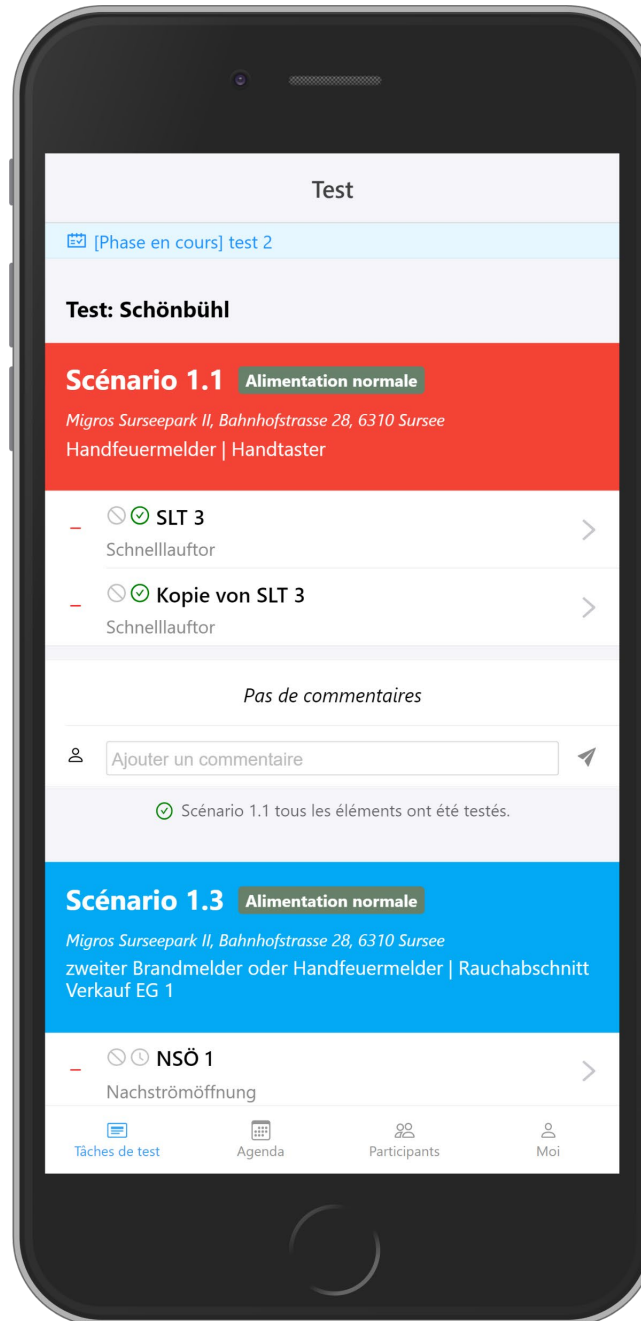 Test
[Phase en cours] test 2
Test: Schönbühl
Scénario 1.1 Alimentation normale
Migros Surseepark II, Bahnhofstrasse 28, 6310 Sursee
Handfeuermelder | Handtaster
SLT 3
Schnelllauftor
Kopie von SLT 3
Schnelllauftor
Pas de commentaires
Ajouter un commentaire
Scénario 1.1 tous les éléments ont été testés.
Scénario 1.3 Alimentation normale
Migros Surseepark II, Bahnhofstrasse 28, 6310 Sursee
zweiter Brandmelder oder Handfeuermelder | Rauchabschnitt
Verkauf EG 1
NSÖ 1
Nachströmöffnung
Tâches de test Agenda Participants Moi